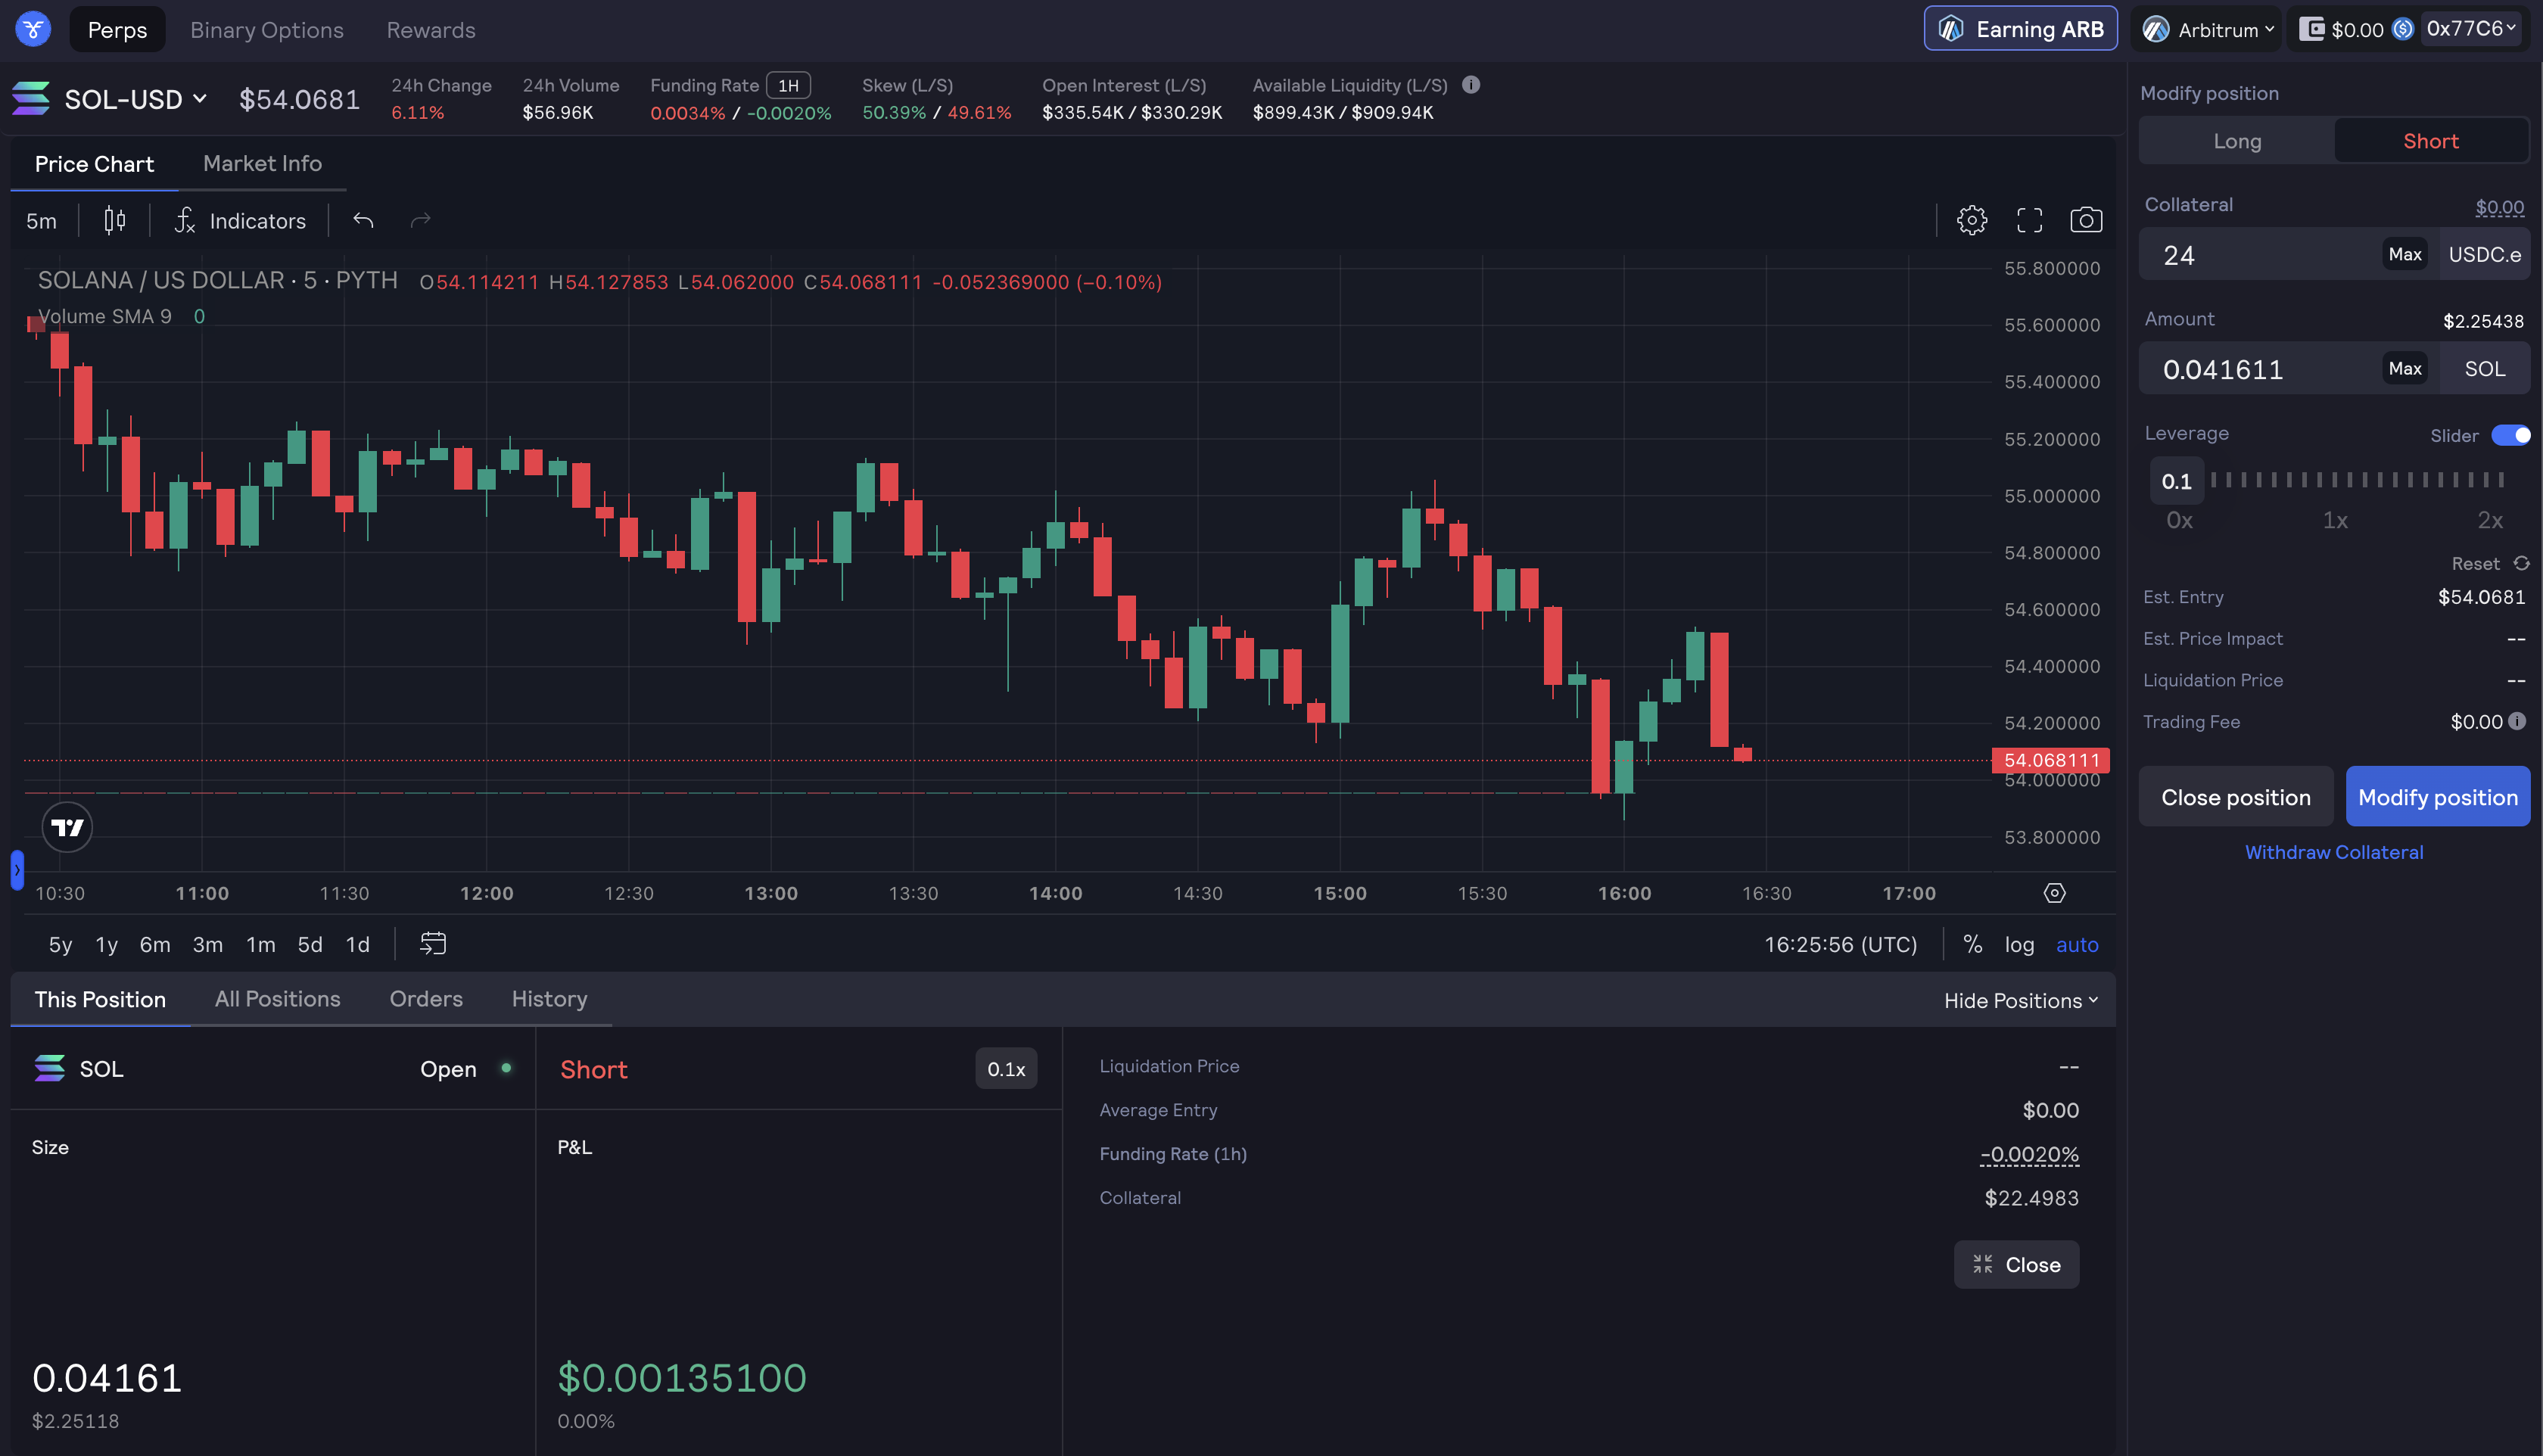 Perps Binary Options Rewards Earning ARB Arbitrum $0.00 0x77C6
SOL-USD $54.0681
24h Change
6.11%
24h Volume
$56.96K
Funding Rate 1H
0.0034% / -0.0020%
Skew (L/S)
50.39% / 49.61%
Open Interest (L/S)
$335.54K / $330.29K
Available Liquidity (L/S)
$899.43K / $909.94K
Price Chart Market Info
5m Indicators
SOLANA / US DOLLAR · 5 · PYTH O54.114211 H54.127853 L54.062000 C54.068111 -0.052369000 (−0.10%)
Volume SMA 9 0
55.800000
55.600000
55.400000
55.200000
55.000000
54.800000
54.600000
54.400000
54.200000
54.068111
54.000000
53.800000
10:30 11:00 11:30 12:00 12:30 13:00 13:30 14:00 14:30 15:00 15:30 16:00 16:30 17:00
5y 1y 6m 3m 1m 5d 1d 16:25:56 (UTC) % log auto
This Position All Positions Orders History Hide Positions
SOL Open
Size
0.04161
$2.25118
Short 0.1x
P&L
$0.00135100
0.00%
Liquidation Price --
Average Entry $0.00
Funding Rate (1h) -0.0020%
Collateral $22.4983
Close
Modify position
Long Short
Collateral $0.00
24 Max USDC.e
Amount $2.25438
0.041611 Max SOL
Leverage Slider
0.1
0x 1x 2x
Reset
Est. Entry $54.0681
Est. Price Impact --
Liquidation Price --
Trading Fee $0.00
Close position Modify position
Withdraw Collateral